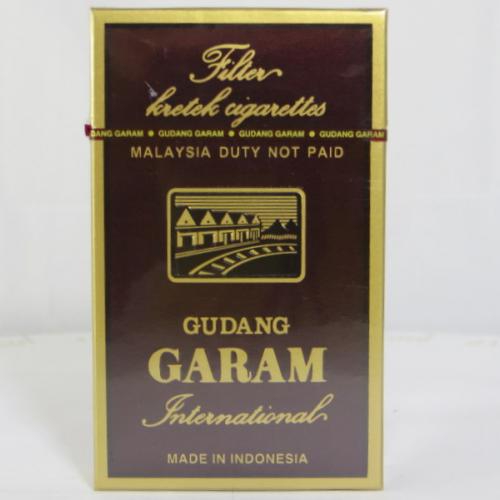 Filter
kretek cigarettes
DANG GARAM • GUDANG GARAM • GUDANG GARAM • GUDANG GARAM
MALAYSIA DUTY NOT PAID
GUDANG
GARAM
International
MADE IN INDONESIA